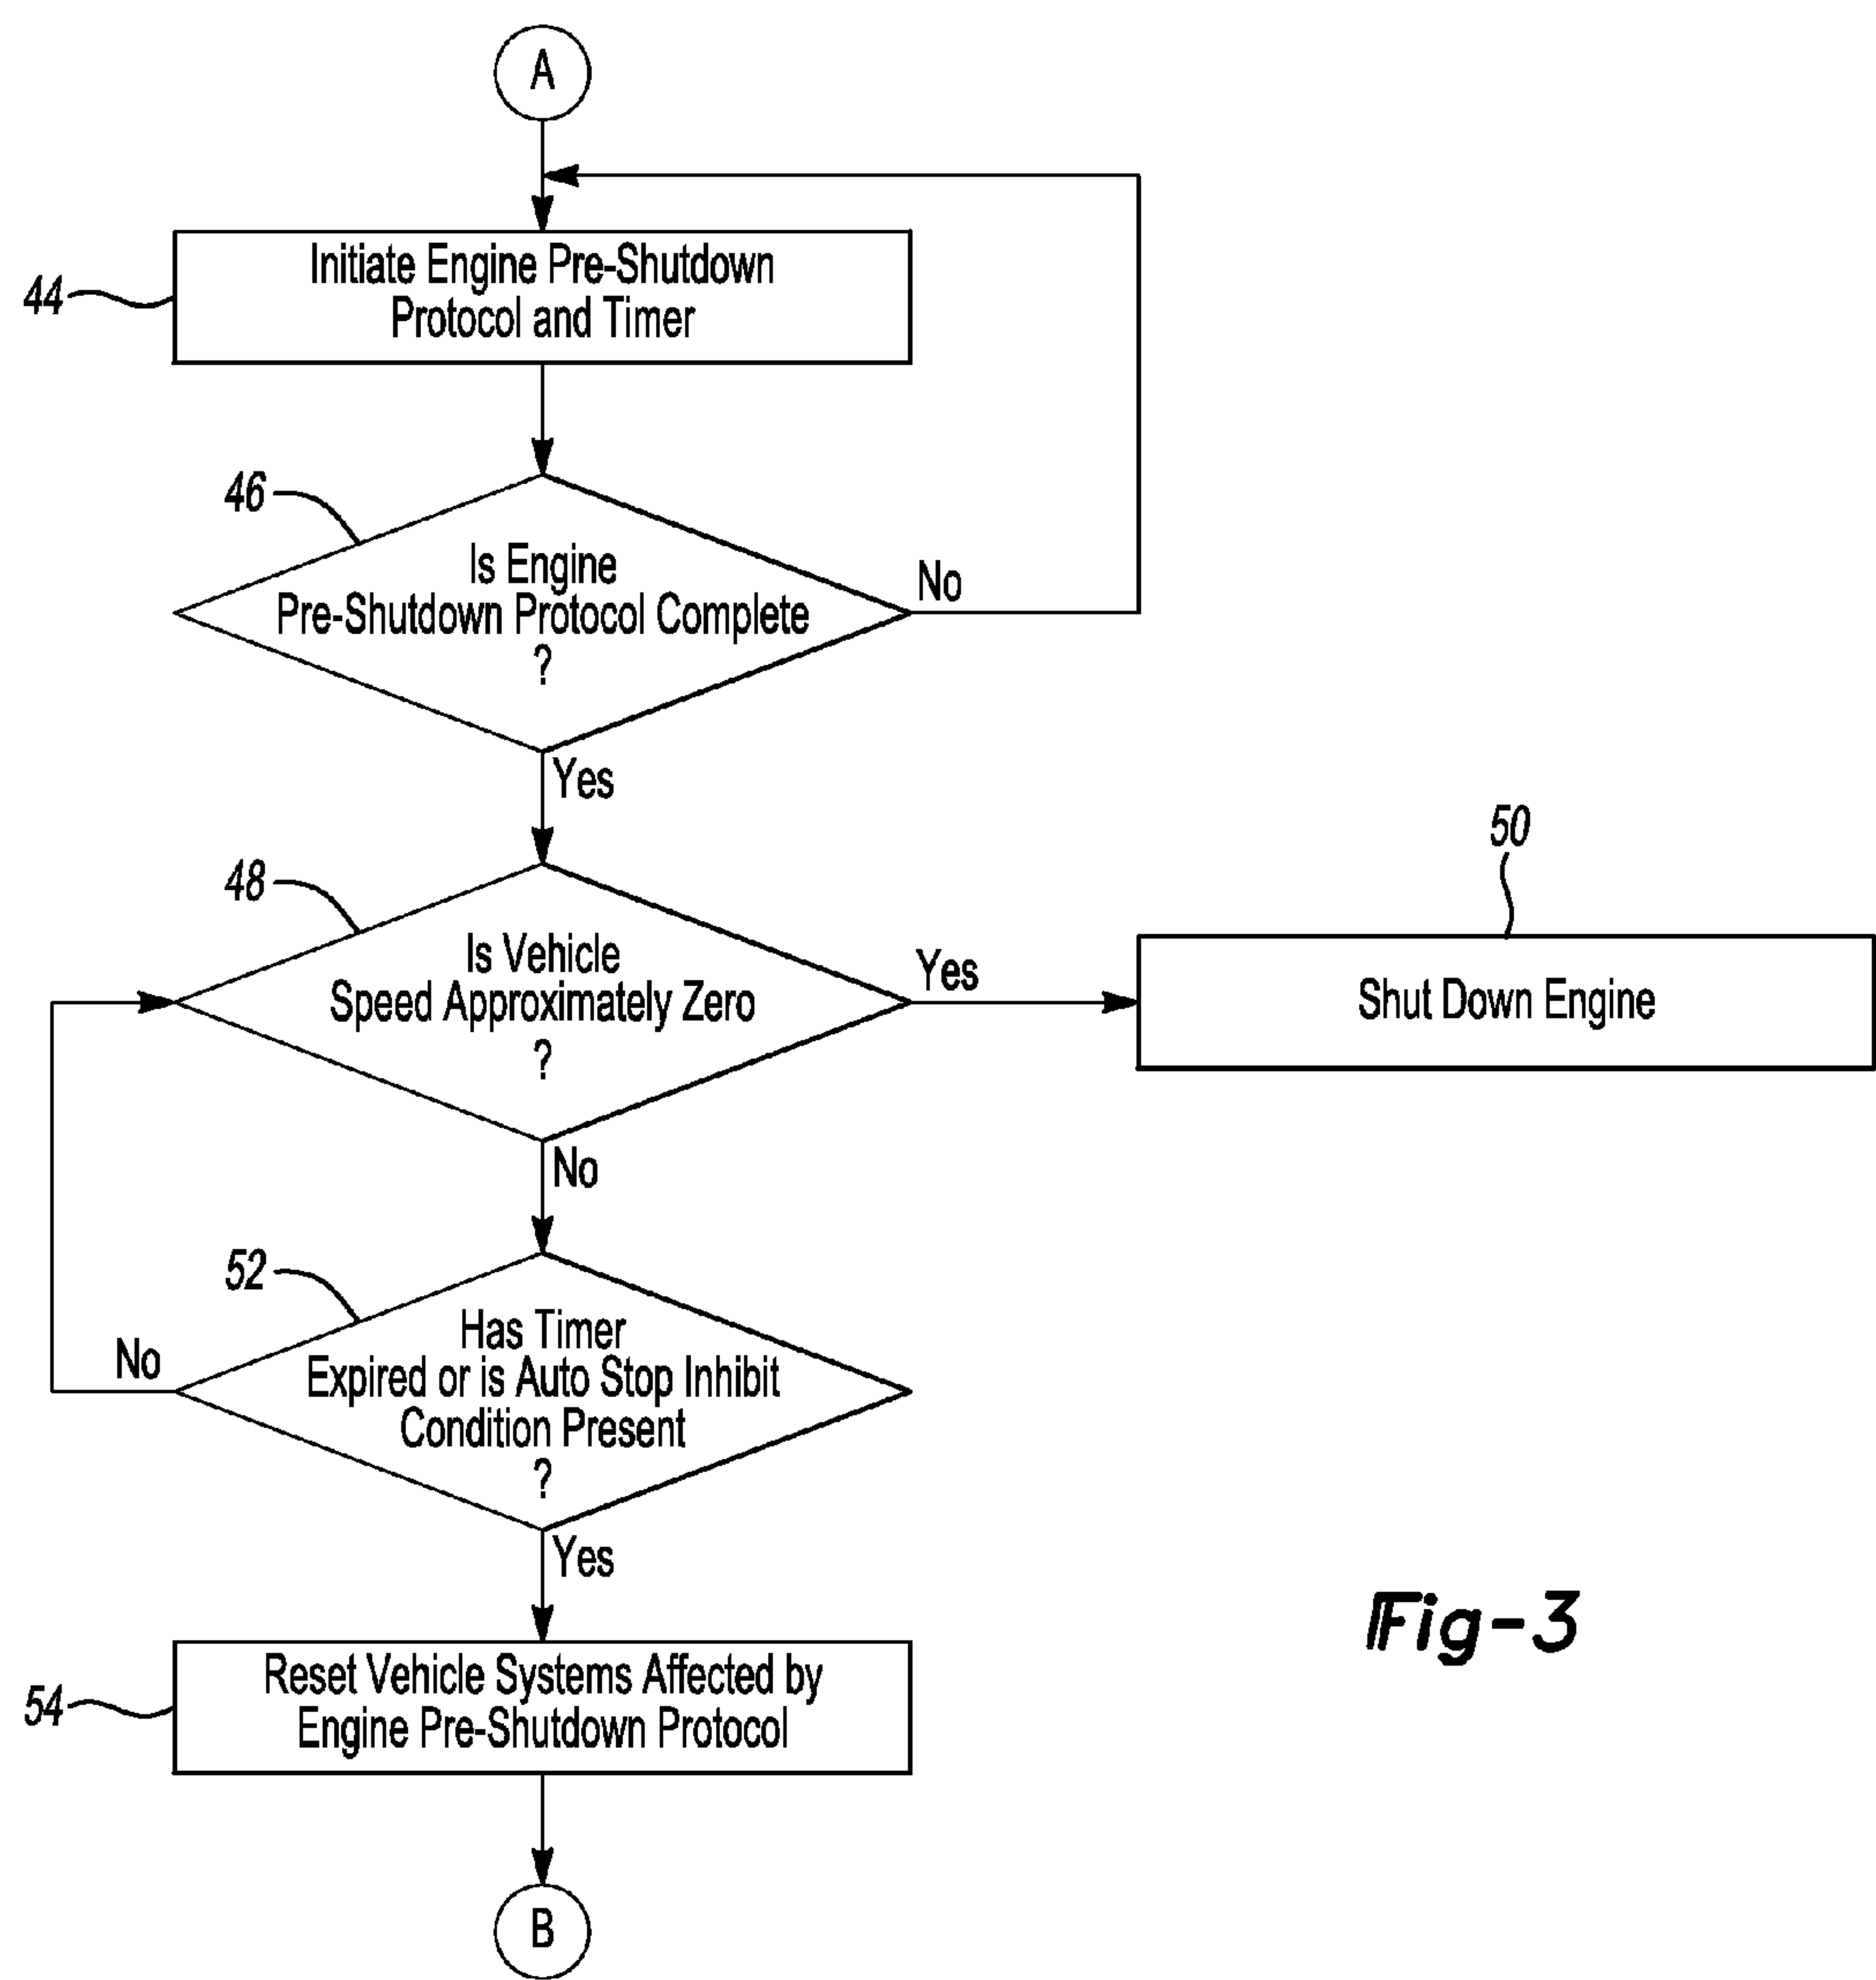 A
44
Initiate Engine Pre-Shutdown
Protocol and Timer
46
Is Engine
Pre-Shutdown Protocol Complete
?
No
Yes
48
Is Vehicle
Speed Approximately Zero
?
Yes
50
Shut Down Engine
No
52
Has Timer
Expired or is Auto Stop Inhibit
Condition Present
?
No
Yes
54
Reset Vehicle Systems Affected by
Engine Pre-Shutdown Protocol
B
Fig-3